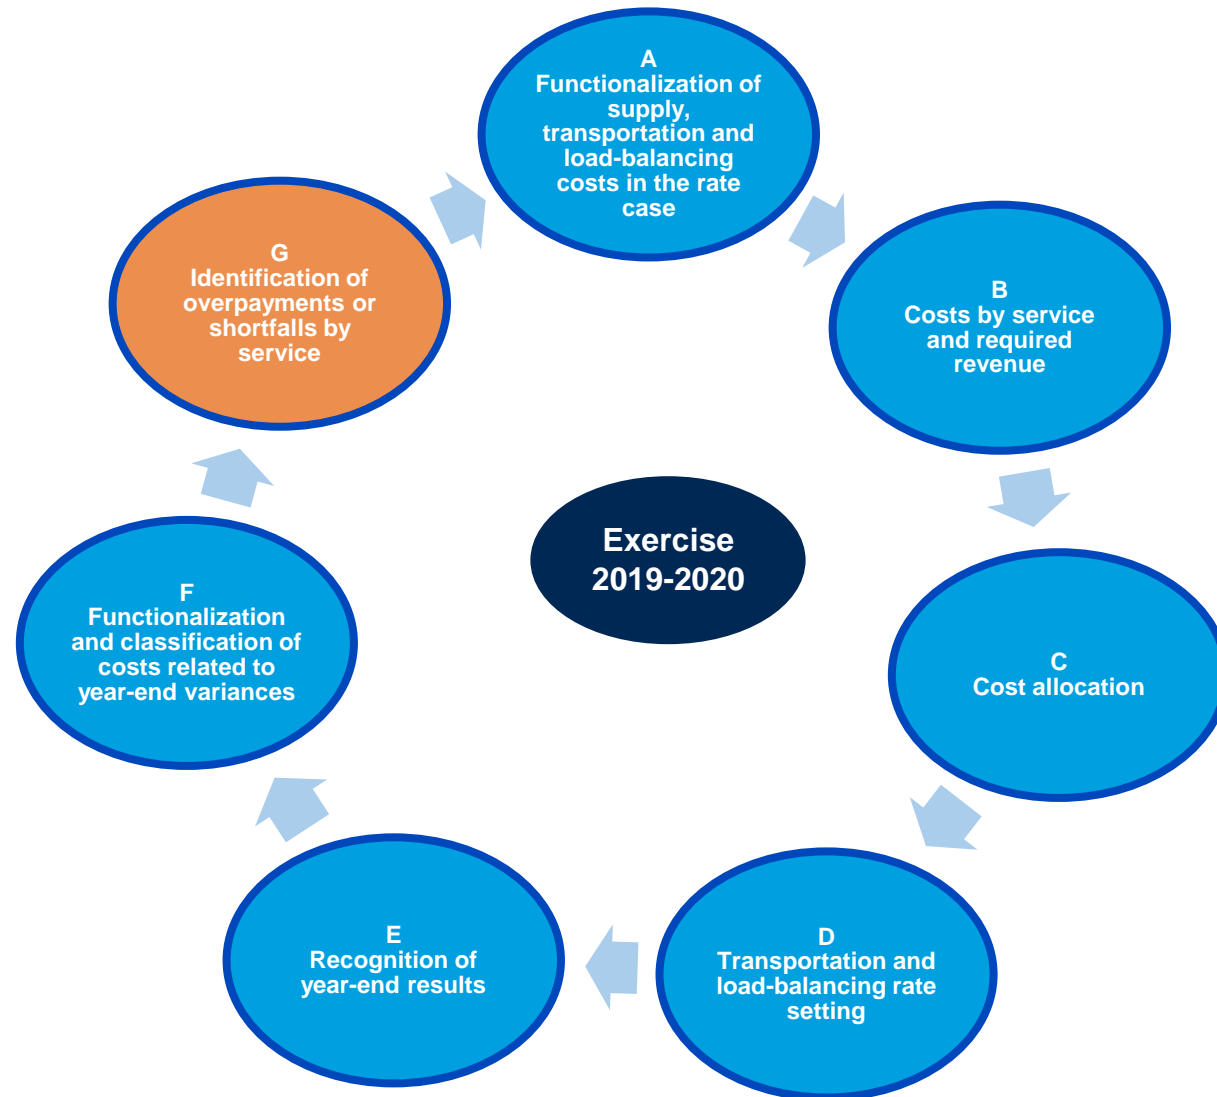 A
Functionalization of
supply,
transportation and
load-balancing
costs in the rate
case
B
Costs by service
and required
revenue
C
Cost allocation
D
Transportation and
load-balancing rate
setting
E
Recognition of
year-end results
F
Functionalization
and classification of
costs related to
year-end variances
G
Identification of
overpayments or
shortfalls by
service
Exercise
2019-2020